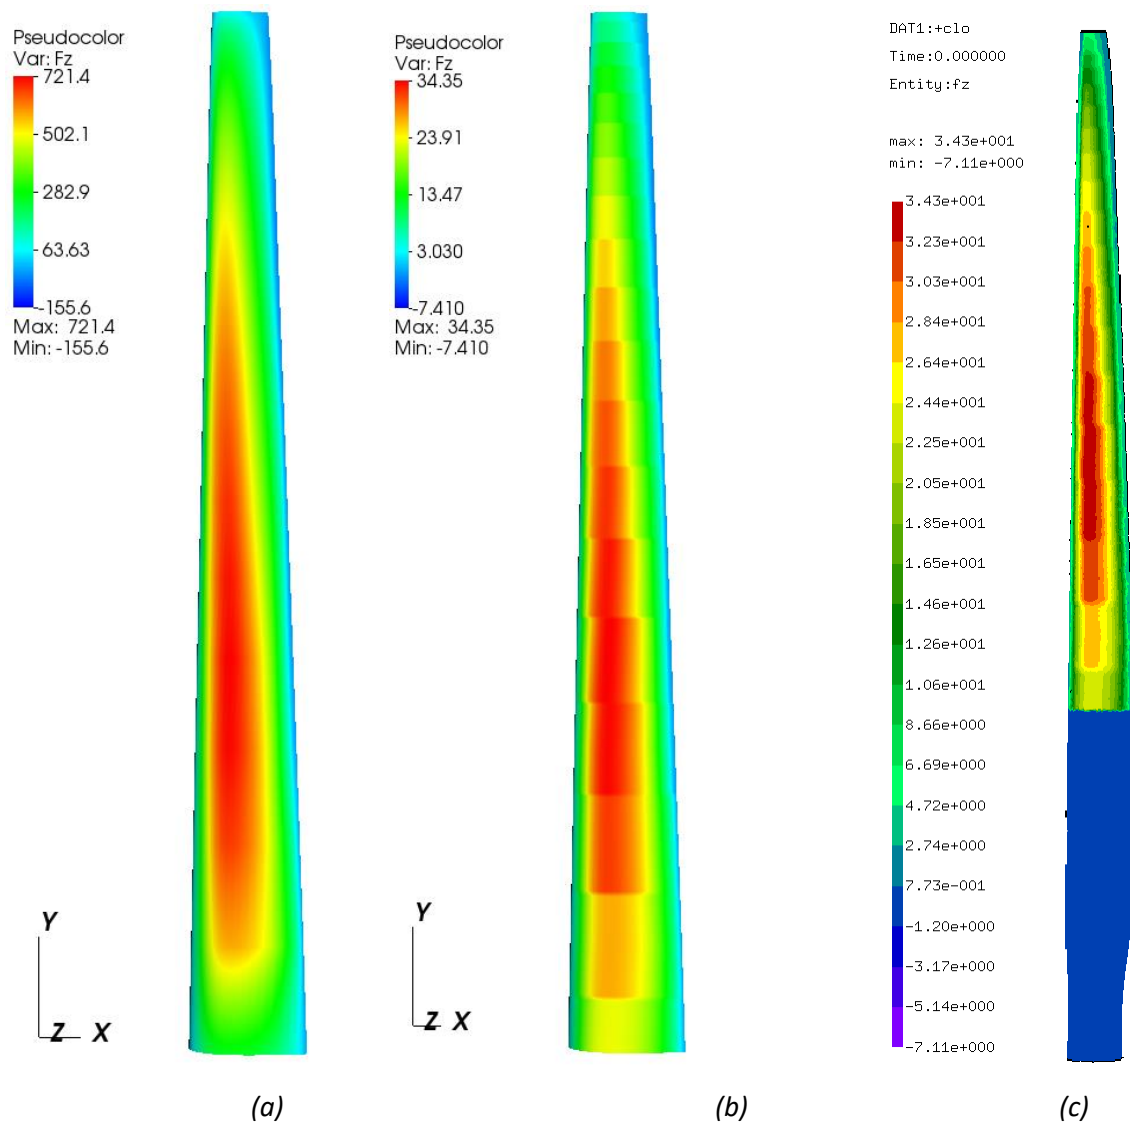 Pseudocolor
Var: Fz
721.4
502.1
282.9
63.63
-155.6
Max: 721.4
Min: -155.6
Y
Z X
(a)
Pseudocolor
Var: Fz
34.35
23.91
13.47
3.030
-7.410
Max: 34.35
Min: -7.410
Y
Z X
(b)
DAT1:+clo
Time:0.000000
Entity:fz
max: 3.43e+001
min: -7.11e+000
3.43e+001
3.23e+001
3.03e+001
2.84e+001
2.64e+001
2.44e+001
2.25e+001
2.05e+001
1.85e+001
1.65e+001
1.46e+001
1.26e+001
1.06e+001
8.66e+000
6.69e+000
4.72e+000
2.74e+000
7.73e-001
-1.20e+000
-3.17e+000
-5.14e+000
-7.11e+000
(c)